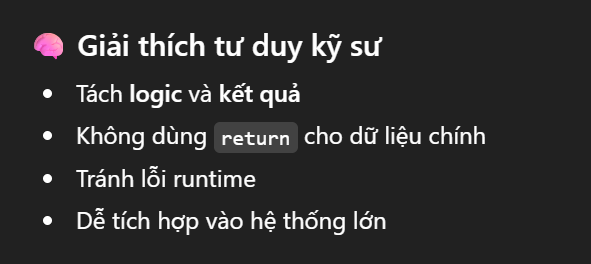 🧠 Giải thích tư duy kỹ sư
• Tách logic và kết quả
• Không dùng return cho dữ liệu chính
• Tránh lỗi runtime
• Dễ tích hợp vào hệ thống lớn